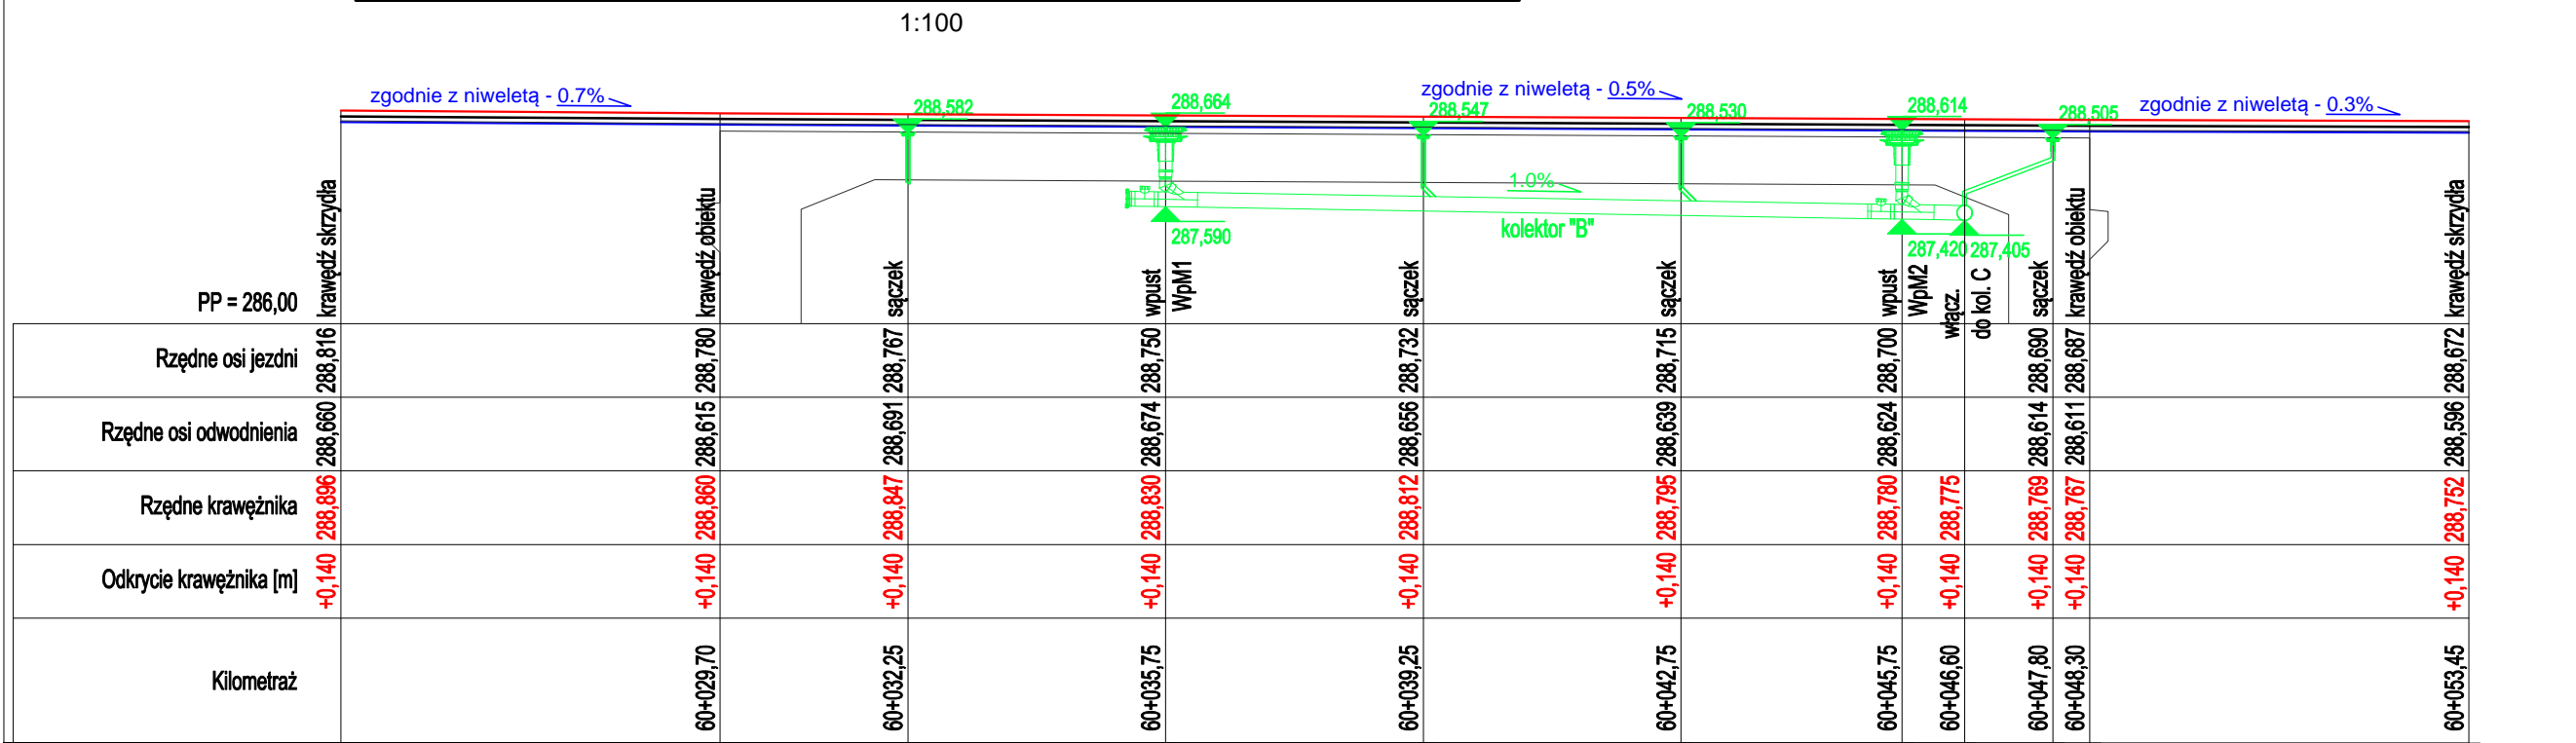 1:100
zgodnie z niweletą - 0.7%
zgodnie z niweletą - 0.5%
zgodnie z niweletą - 0.3%
288,582
288,664
288,547
288,530
288,614
288,505
1.0%
kolektor "B"
287,590
287,420
287,405
PP = 286,00
krawędź skrzydła
krawędź obiektu
sączek
wpust
WpM1
sączek
sączek
wpust
WpM2
włącz.
do kol. C
sączek
krawędź obiektu
krawędź skrzydła
Rzędne osi jezdni
288,816
288,780
288,767
288,750
288,732
288,715
288,700
288,690
288,687
288,672
Rzędne osi odwodnienia
288,660
288,615
288,691
288,674
288,656
288,639
288,624
288,614
288,611
288,596
Rzędne krawężnika
288,896
288,860
288,847
288,830
288,812
288,795
288,780
288,775
288,769
288,767
288,752
Odkrycie krawężnika [m]
+0,140
+0,140
+0,140
+0,140
+0,140
+0,140
+0,140
+0,140
+0,140
+0,140
+0,140
Kilometraż
60+029,70
60+032,25
60+035,75
60+039,25
60+042,75
60+045,75
60+046,60
60+047,80
60+048,30
60+053,45